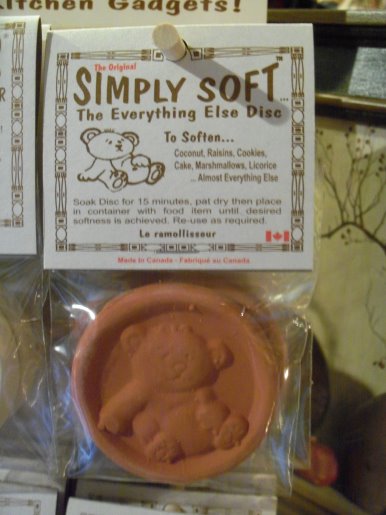 Kitchen Gadgets!
The Original
SIMPLY SOFT™...
The Everything Else Disc
To Soften...
Coconut, Raisins, Cookies,
Cake, Marshmallows, Licorice
... Almost Everything Else
Soak Disc for 15 minutes, pat dry then place
in container with food item until desired
softness is achieved. Re-use as required.
Le ramollisseur
Made in Canada - Fabriqué au Canada